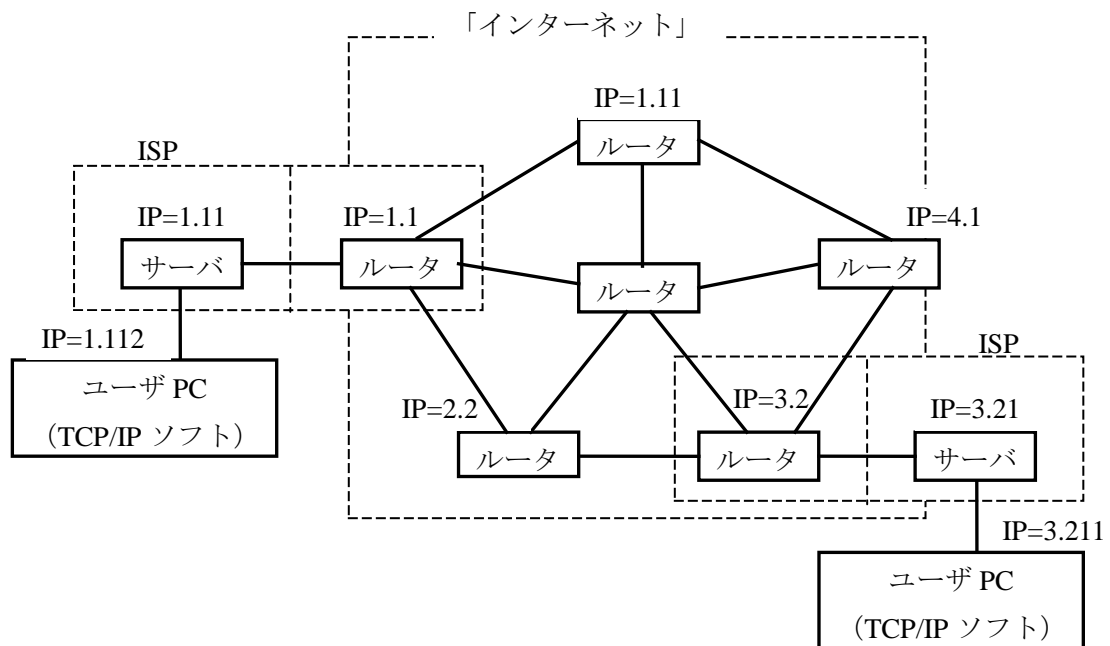 「インターネット」
IP=1.11
ルータ
ISP
IP=1.11
IP=1.1
IP=4.1
サーバ
ルータ
ルータ
ルータ
IP=1.112
ISP
ユーザ PC
(TCP/IP ソフト)
IP=2.2
IP=3.2
IP=3.21
ルータ
ルータ
サーバ
IP=3.211
ユーザ PC
(TCP/IP ソフト)